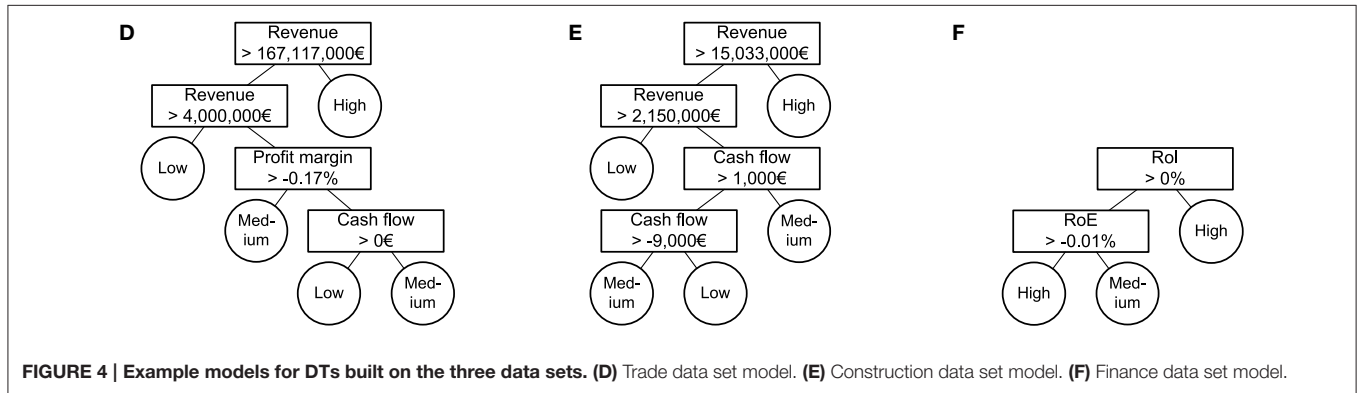 D
Revenue
> 167,117,000€
Revenue
> 4,000,000€
High
Low
Profit margin
> -0.17%
Med-
ium
Cash flow
> 0€
Low
Med-
ium
E
Revenue
> 15,033,000€
Revenue
> 2,150,000€
High
Low
Cash flow
> 1,000€
Cash flow
> -9,000€
Med-
ium
Med-
ium
Low
F
RoI
> 0%
RoE
> -0.01%
High
High
Med-
ium
FIGURE 4 | Example models for DTs built on the three data sets. (D) Trade data set model. (E) Construction data set model. (F) Finance data set model.